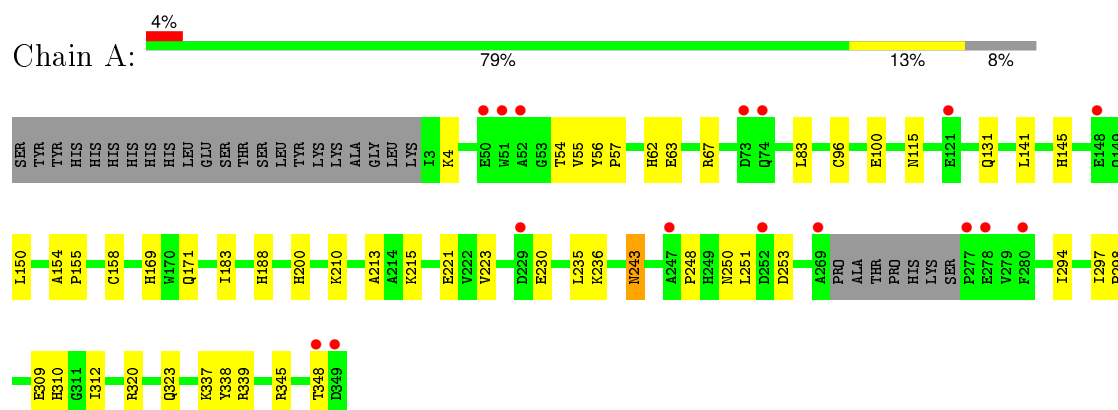 4%
Chain A:
79% 13% 8%
SER TYR TYR HIS HIS HIS HIS HIS HIS LEU GLU SER THR SER LEU TYR LYS LYS ALA GLY LEU LYS I3 K4 E50 W51 A52 G53 T54 V55 Y56 P57 H62 E63 R67 D73 Q74 L83 C96 E100 N115 E121 Q131 L141 H145 E148
L150 A154 P155 C158 H169 W170 Q171 I183 H188 H200 K210 A213 A214 K215 E221 V222 V223 D229 E230 L235 K236 N243 A247 P248 H249 N250 L251 D252 D253 A269 PRO ALA THR PRO HIS LYS SER P277 E278 V279 F280 I294 I297 P298
E309 H310 G311 I312 R320 Q323 K337 Y338 R339 R345 T348 D349